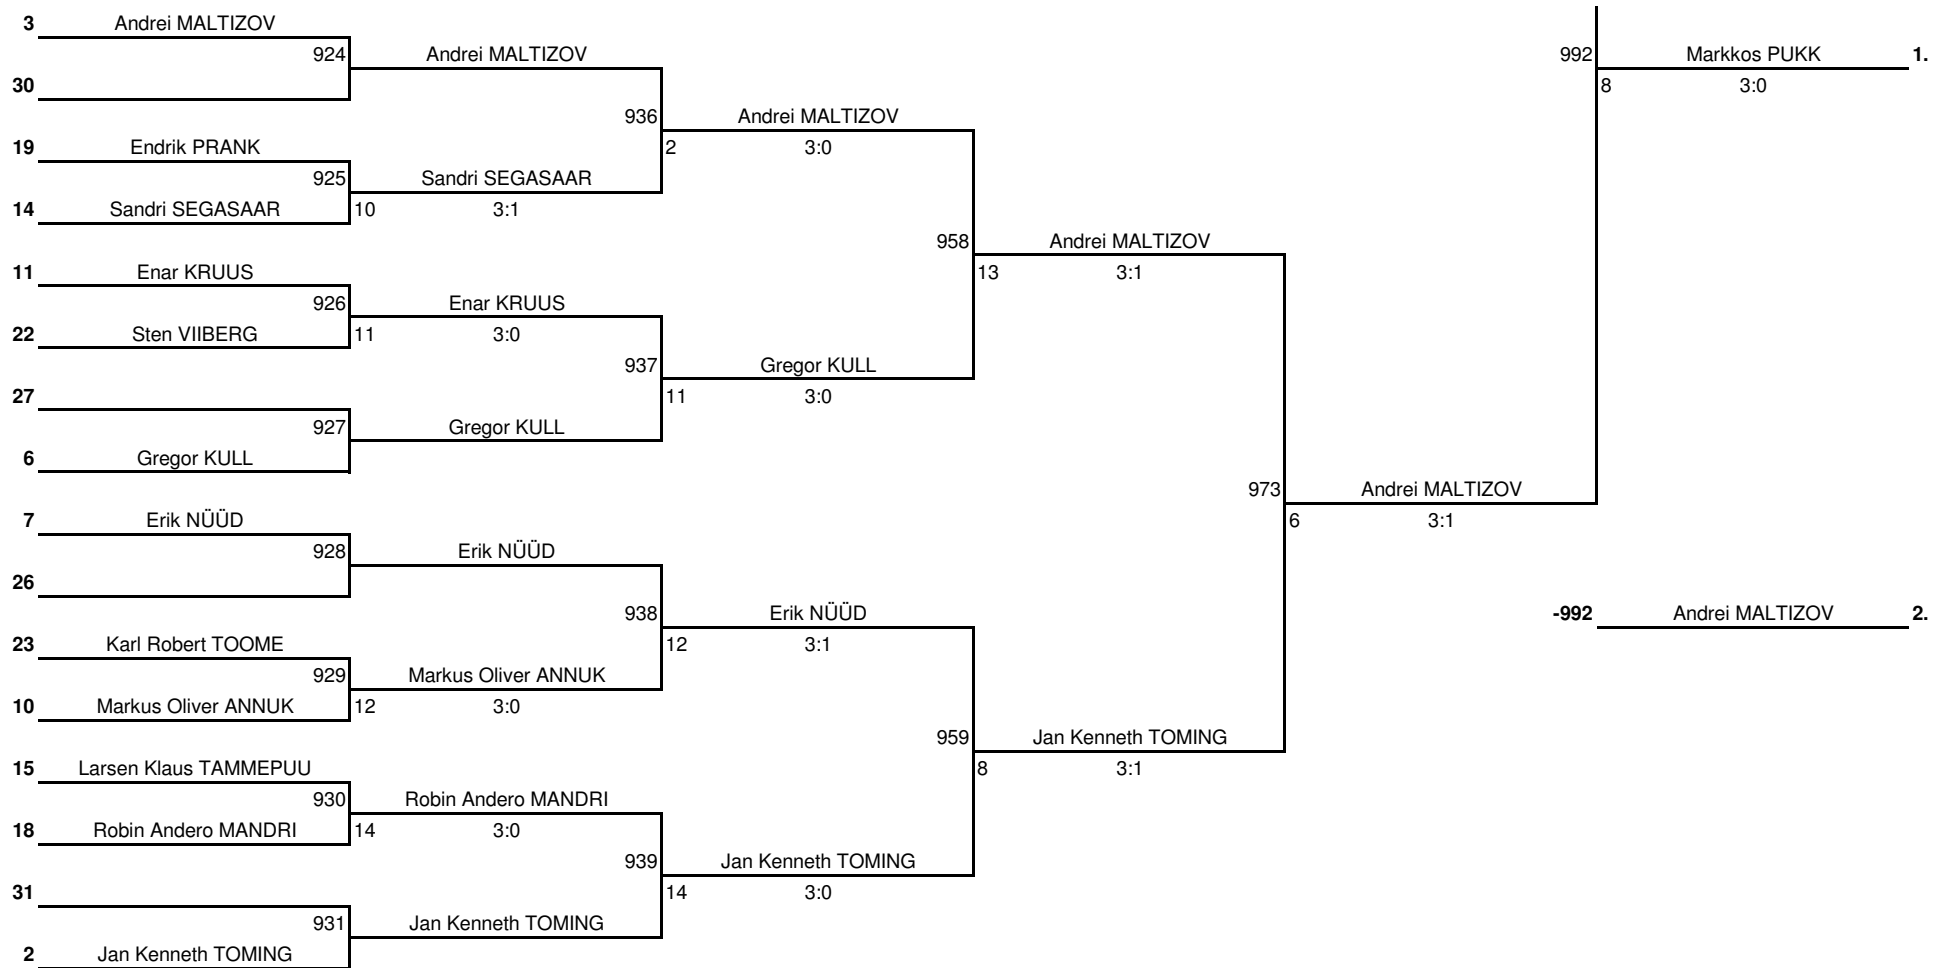 3 Andrei MALTIZOV
924 Andrei MALTIZOV 992 Markkos PUKK 1.
30 8 3:0
936 Andrei MALTIZOV
19 Endrik PRANK 2 3:0
925 Sandri SEGASAAR
14 Sandri SEGASAAR 10 3:1
958 Andrei MALTIZOV
11 Enar KRUUS 13 3:1
926 Enar KRUUS
22 Sten VIIBERG 11 3:0
937 Gregor KULL
27 11 3:0
927 Gregor KULL
6 Gregor KULL
973 Andrei MALTIZOV
7 Erik NÜÜD 6 3:1
928 Erik NÜÜD
26
938 Erik NÜÜD -992 Andrei MALTIZOV 2.
23 Karl Robert TOOME 12 3:1
929 Markus Oliver ANNUK
10 Markus Oliver ANNUK 12 3:0
959 Jan Kenneth TOMING
15 Larsen Klaus TAMMEPUU 8 3:1
930 Robin Andero MANDRI
18 Robin Andero MANDRI 14 3:0
939 Jan Kenneth TOMING
31 14 3:0
931 Jan Kenneth TOMING
2 Jan Kenneth TOMING